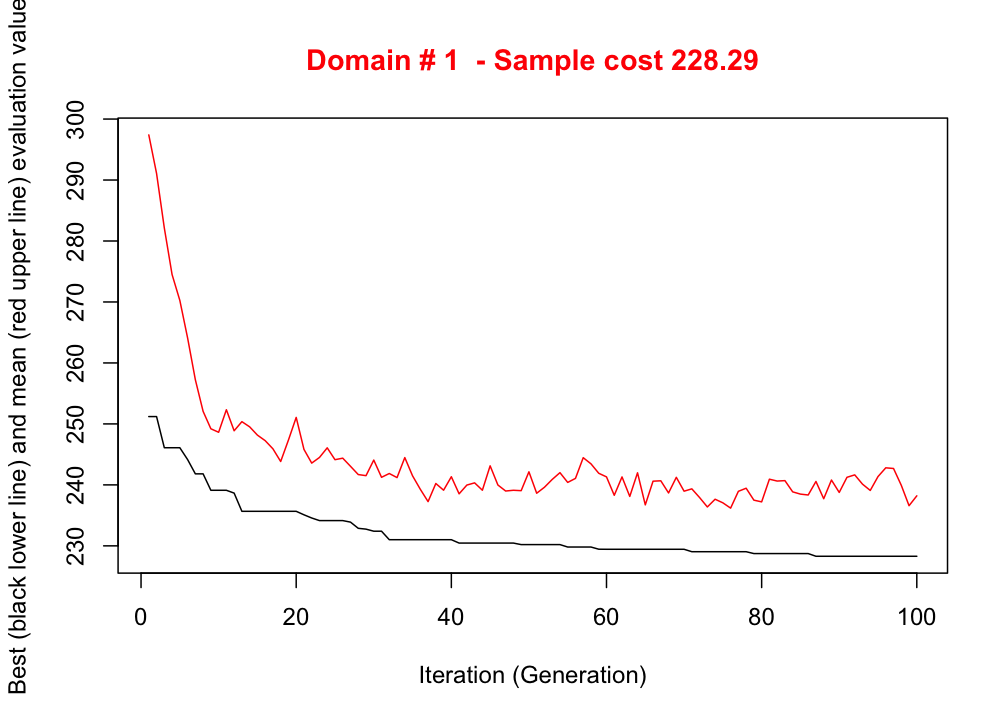 Domain # 1  - Sample cost 228.29
Best (black lower line) and mean (red upper line) evaluation value
300
290
280
270
260
250
240
230
0 20 40 60 80 100
Iteration (Generation)